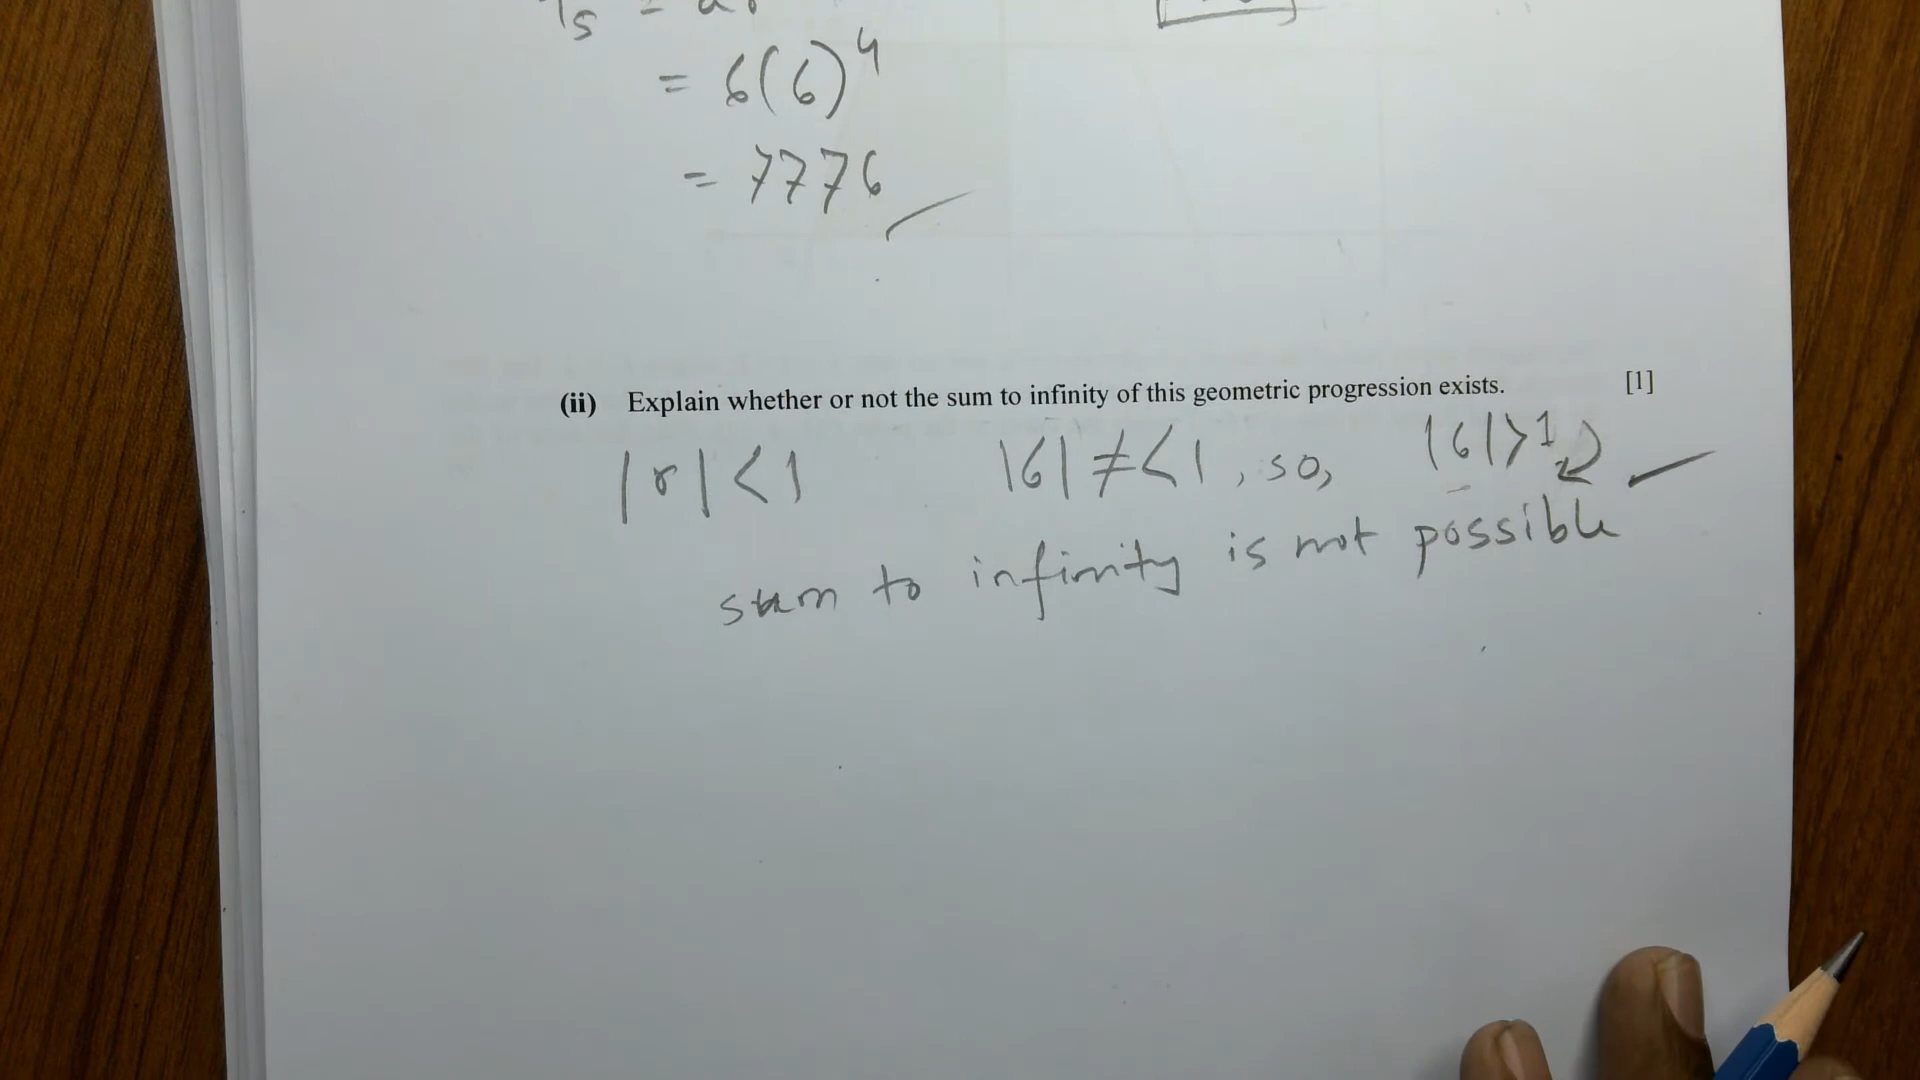 T5 = a
= 6(6)^4
= 7776
(ii) Explain whether or not the sum to infinity of this geometric progression exists. [1]
|r| < 1 |6| ≠< 1, so, |6| > 1
sum to infinity is not possible